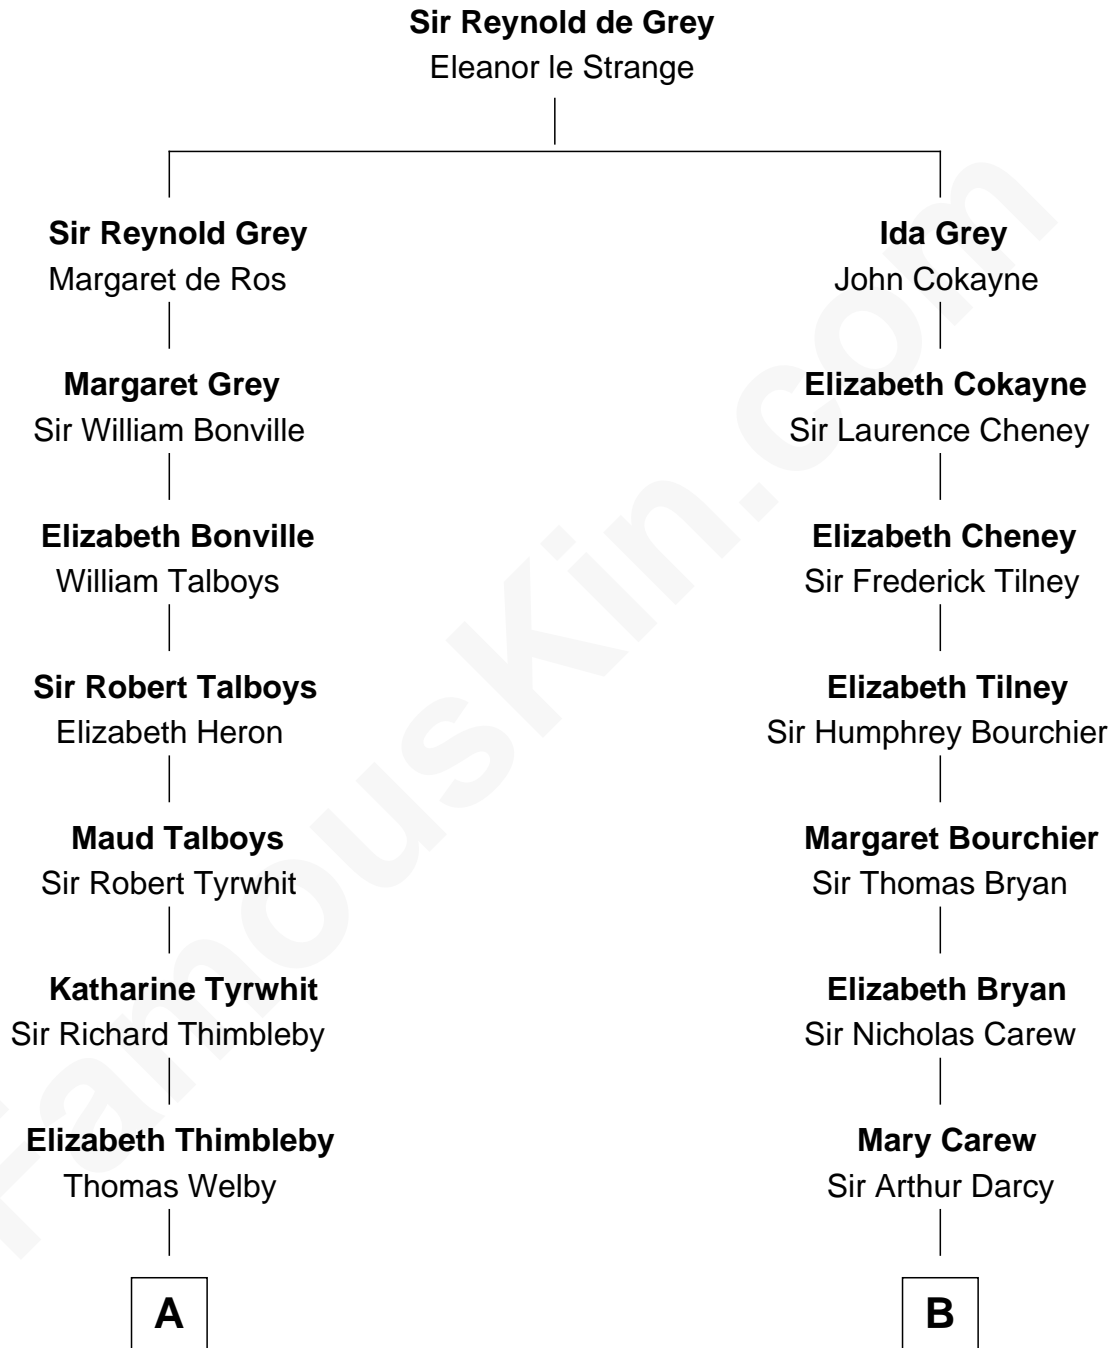 Sir Reynold de Grey
Eleanor le Strange
Sir Reynold Grey
Margaret de Ros
Ida Grey
John Cokayne
Margaret Grey
Sir William Bonville
Elizabeth Cokayne
Sir Laurence Cheney
Elizabeth Bonville
William Talboys
Elizabeth Cheney
Sir Frederick Tilney
Sir Robert Talboys
Elizabeth Heron
Elizabeth Tilney
Sir Humphrey Bourchier
Maud Talboys
Sir Robert Tyrwhit
Margaret Bourchier
Sir Thomas Bryan
Katharine Tyrwhit
Sir Richard Thimbleby
Elizabeth Bryan
Sir Nicholas Carew
Elizabeth Thimbleby
Thomas Welby
Mary Carew
Sir Arthur Darcy
A
B
FamousKin.com